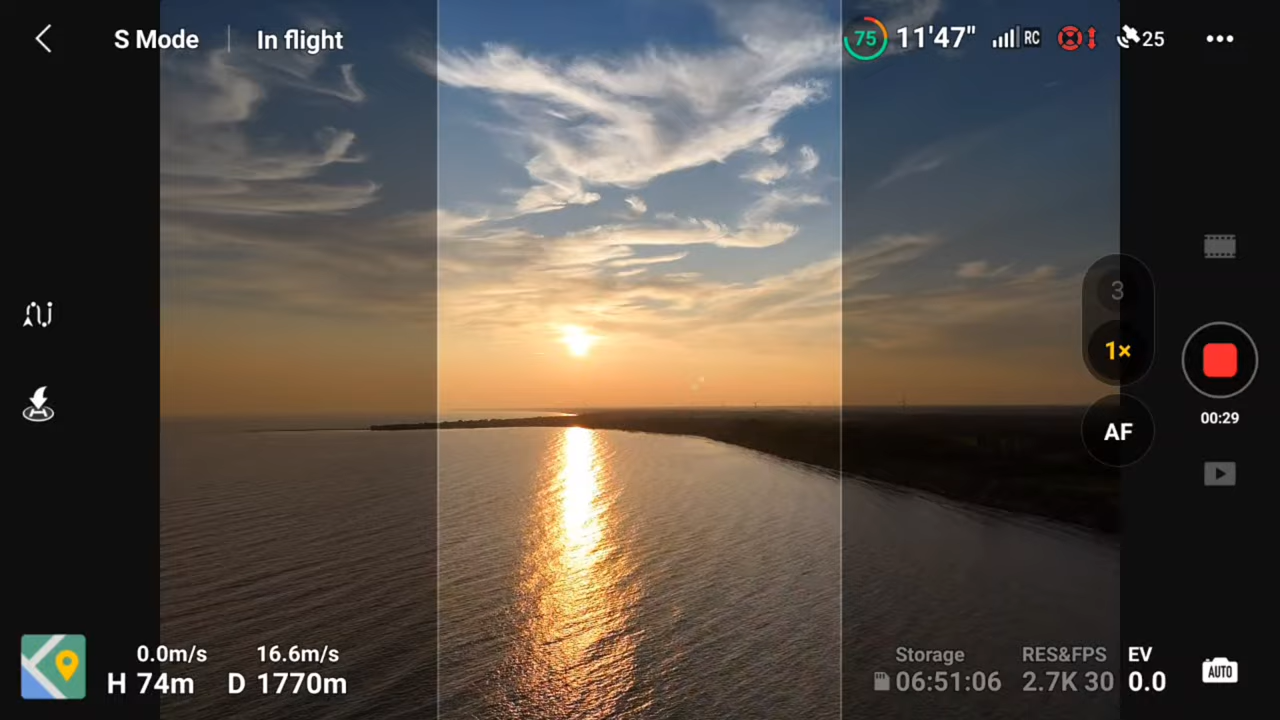 S Mode | In flight
75 11'47" RC 25
3
1×
AF
00:29
0.0m/s 16.6m/s
H 74m D 1770m
Storage RES&FPS EV
06:51:06 2.7K 30 0.0
AUTO